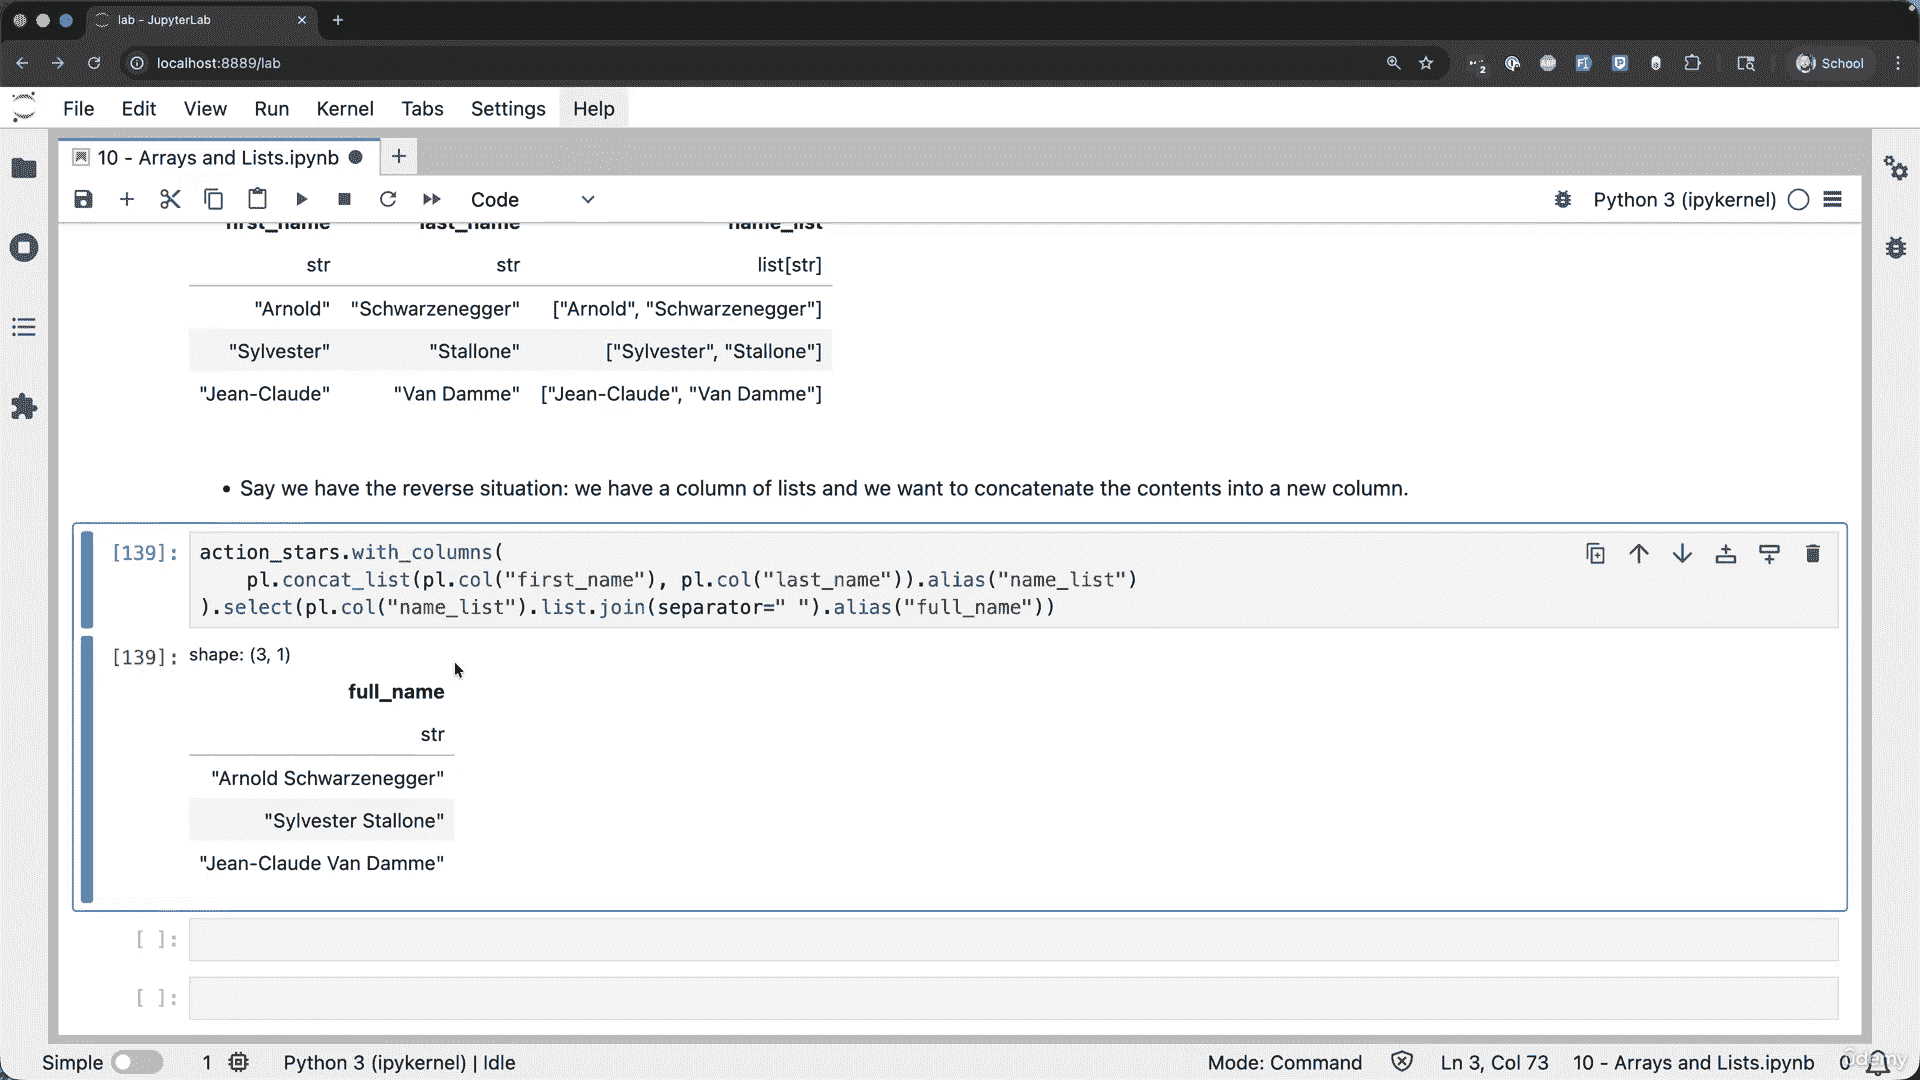 lab - JupyterLab
localhost:8889/lab
2
School
File Edit View Run Kernel Tabs Settings Help
10 - Arrays and Lists.ipynb
Code
Python 3 (ipykernel)
first_name last_name name_list
str str list[str]
"Arnold" "Schwarzenegger" ["Arnold", "Schwarzenegger"]
"Sylvester" "Stallone" ["Sylvester", "Stallone"]
"Jean-Claude" "Van Damme" ["Jean-Claude", "Van Damme"]
• Say we have the reverse situation: we have a column of lists and we want to concatenate the contents into a new column.
[139]: action_stars.with_columns(
pl.concat_list(pl.col("first_name"), pl.col("last_name")).alias("name_list")
).select(pl.col("name_list").list.join(separator=" ").alias("full_name"))
[139]: shape: (3, 1)
full_name
str
"Arnold Schwarzenegger"
"Sylvester Stallone"
"Jean-Claude Van Damme"
[ ]:
[ ]:
Simple 1 Python 3 (ipykernel) | Idle Mode: Command Ln 3, Col 73 10 - Arrays and Lists.ipynb 0
ûdemy